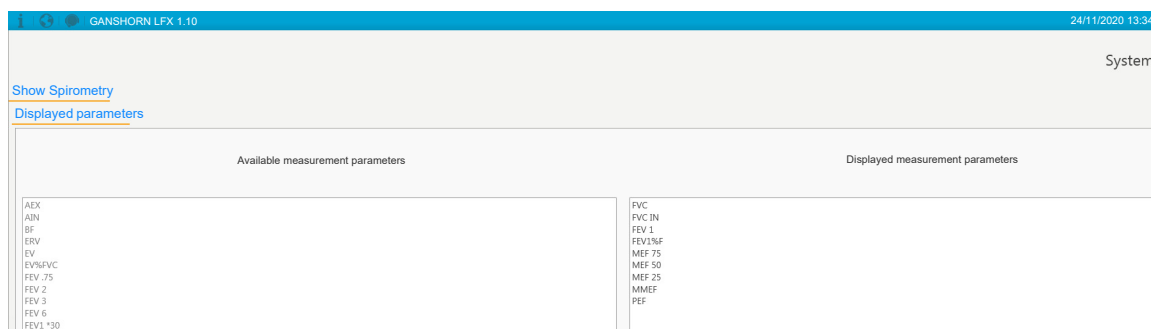 GANSHORN LFX 1.10 24/11/2020 13:34
System
Show Spirometry
Displayed parameters
Available measurement parameters
Displayed measurement parameters
AEX
AIN
BF
ERV
EV
EV%FVC
FEV .75
FEV 2
FEV 3
FEV 6
FEV1 *30
FVC
FVC IN
FEV 1
FEV1%F
MEF 75
MEF 50
MEF 25
MMEF
PEF